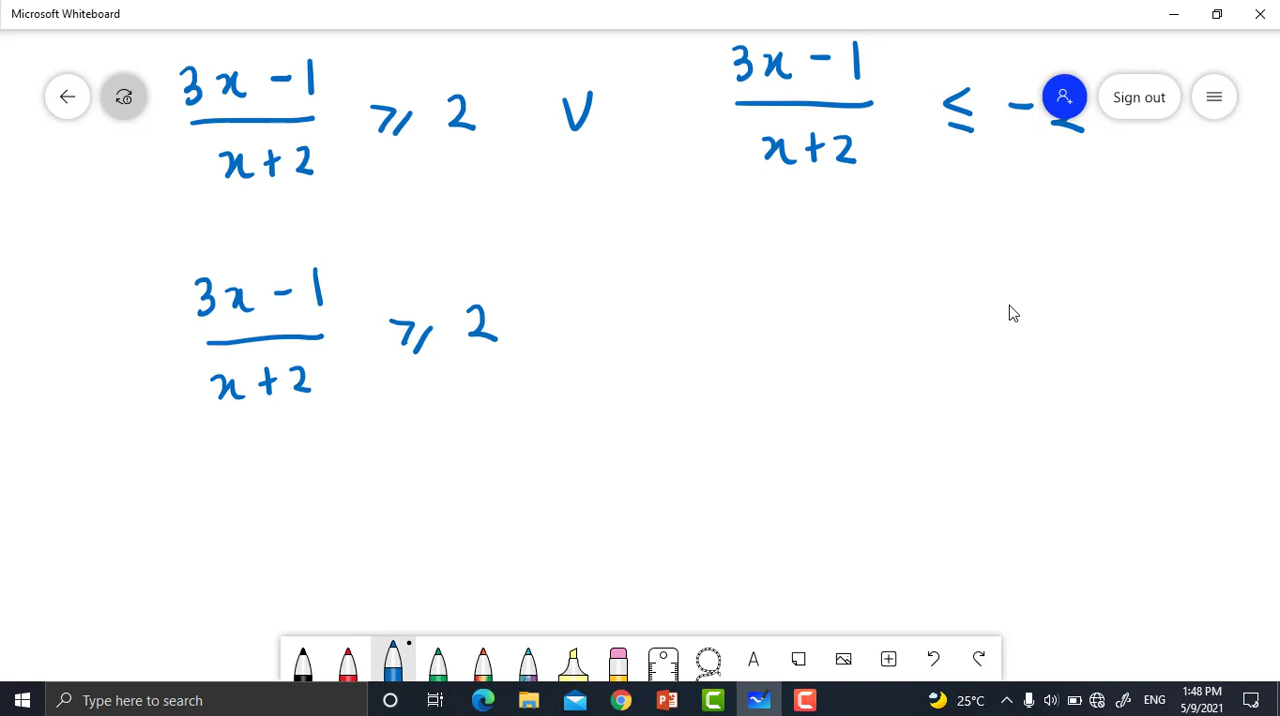 Microsoft Whiteboard
Sign out
3x - 1 / x + 2 ⩾ 2 ∨ 3x - 1 / x + 2 ≤ - 2
3x - 1 / x + 2 ⩾ 2
A
Type here to search
25°C
ENG
1:48 PM
5/9/2021